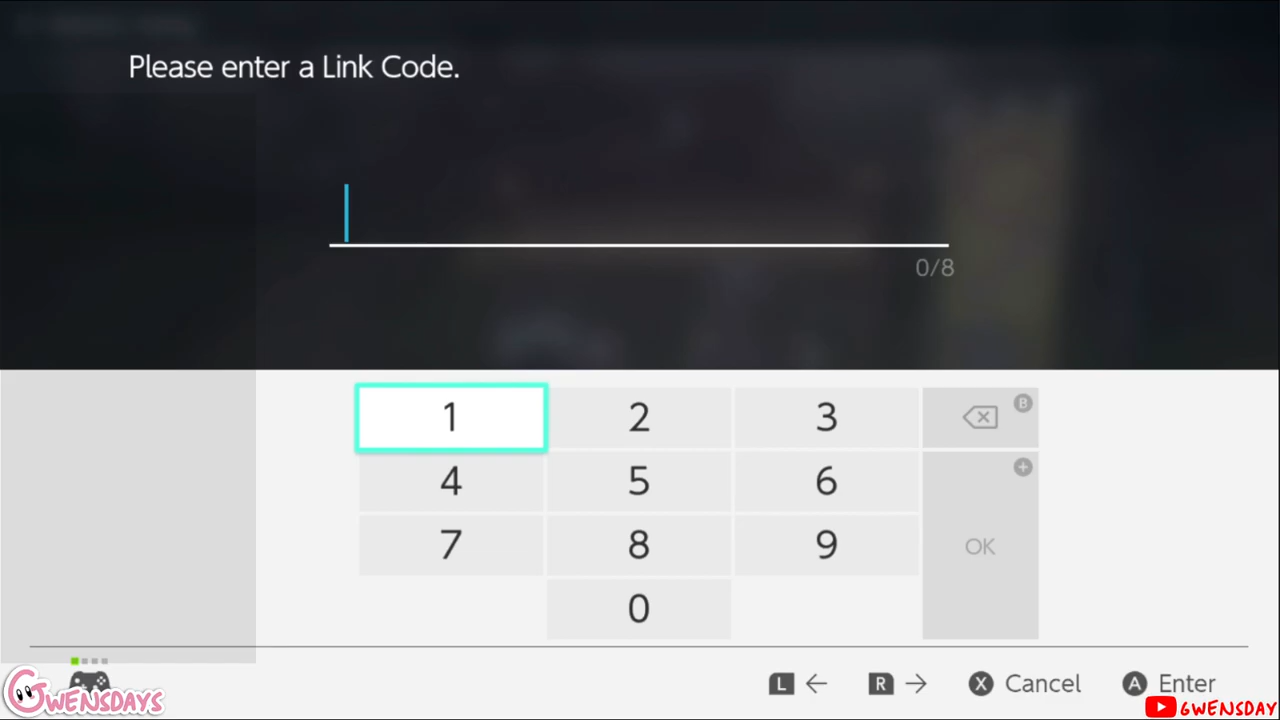 Please enter a Link Code.
0/8
1 2 3 B
4 5 6 +
7 8 9 OK
0
L ← R → X Cancel A Enter
GWENSDAYS
GWENSDAY